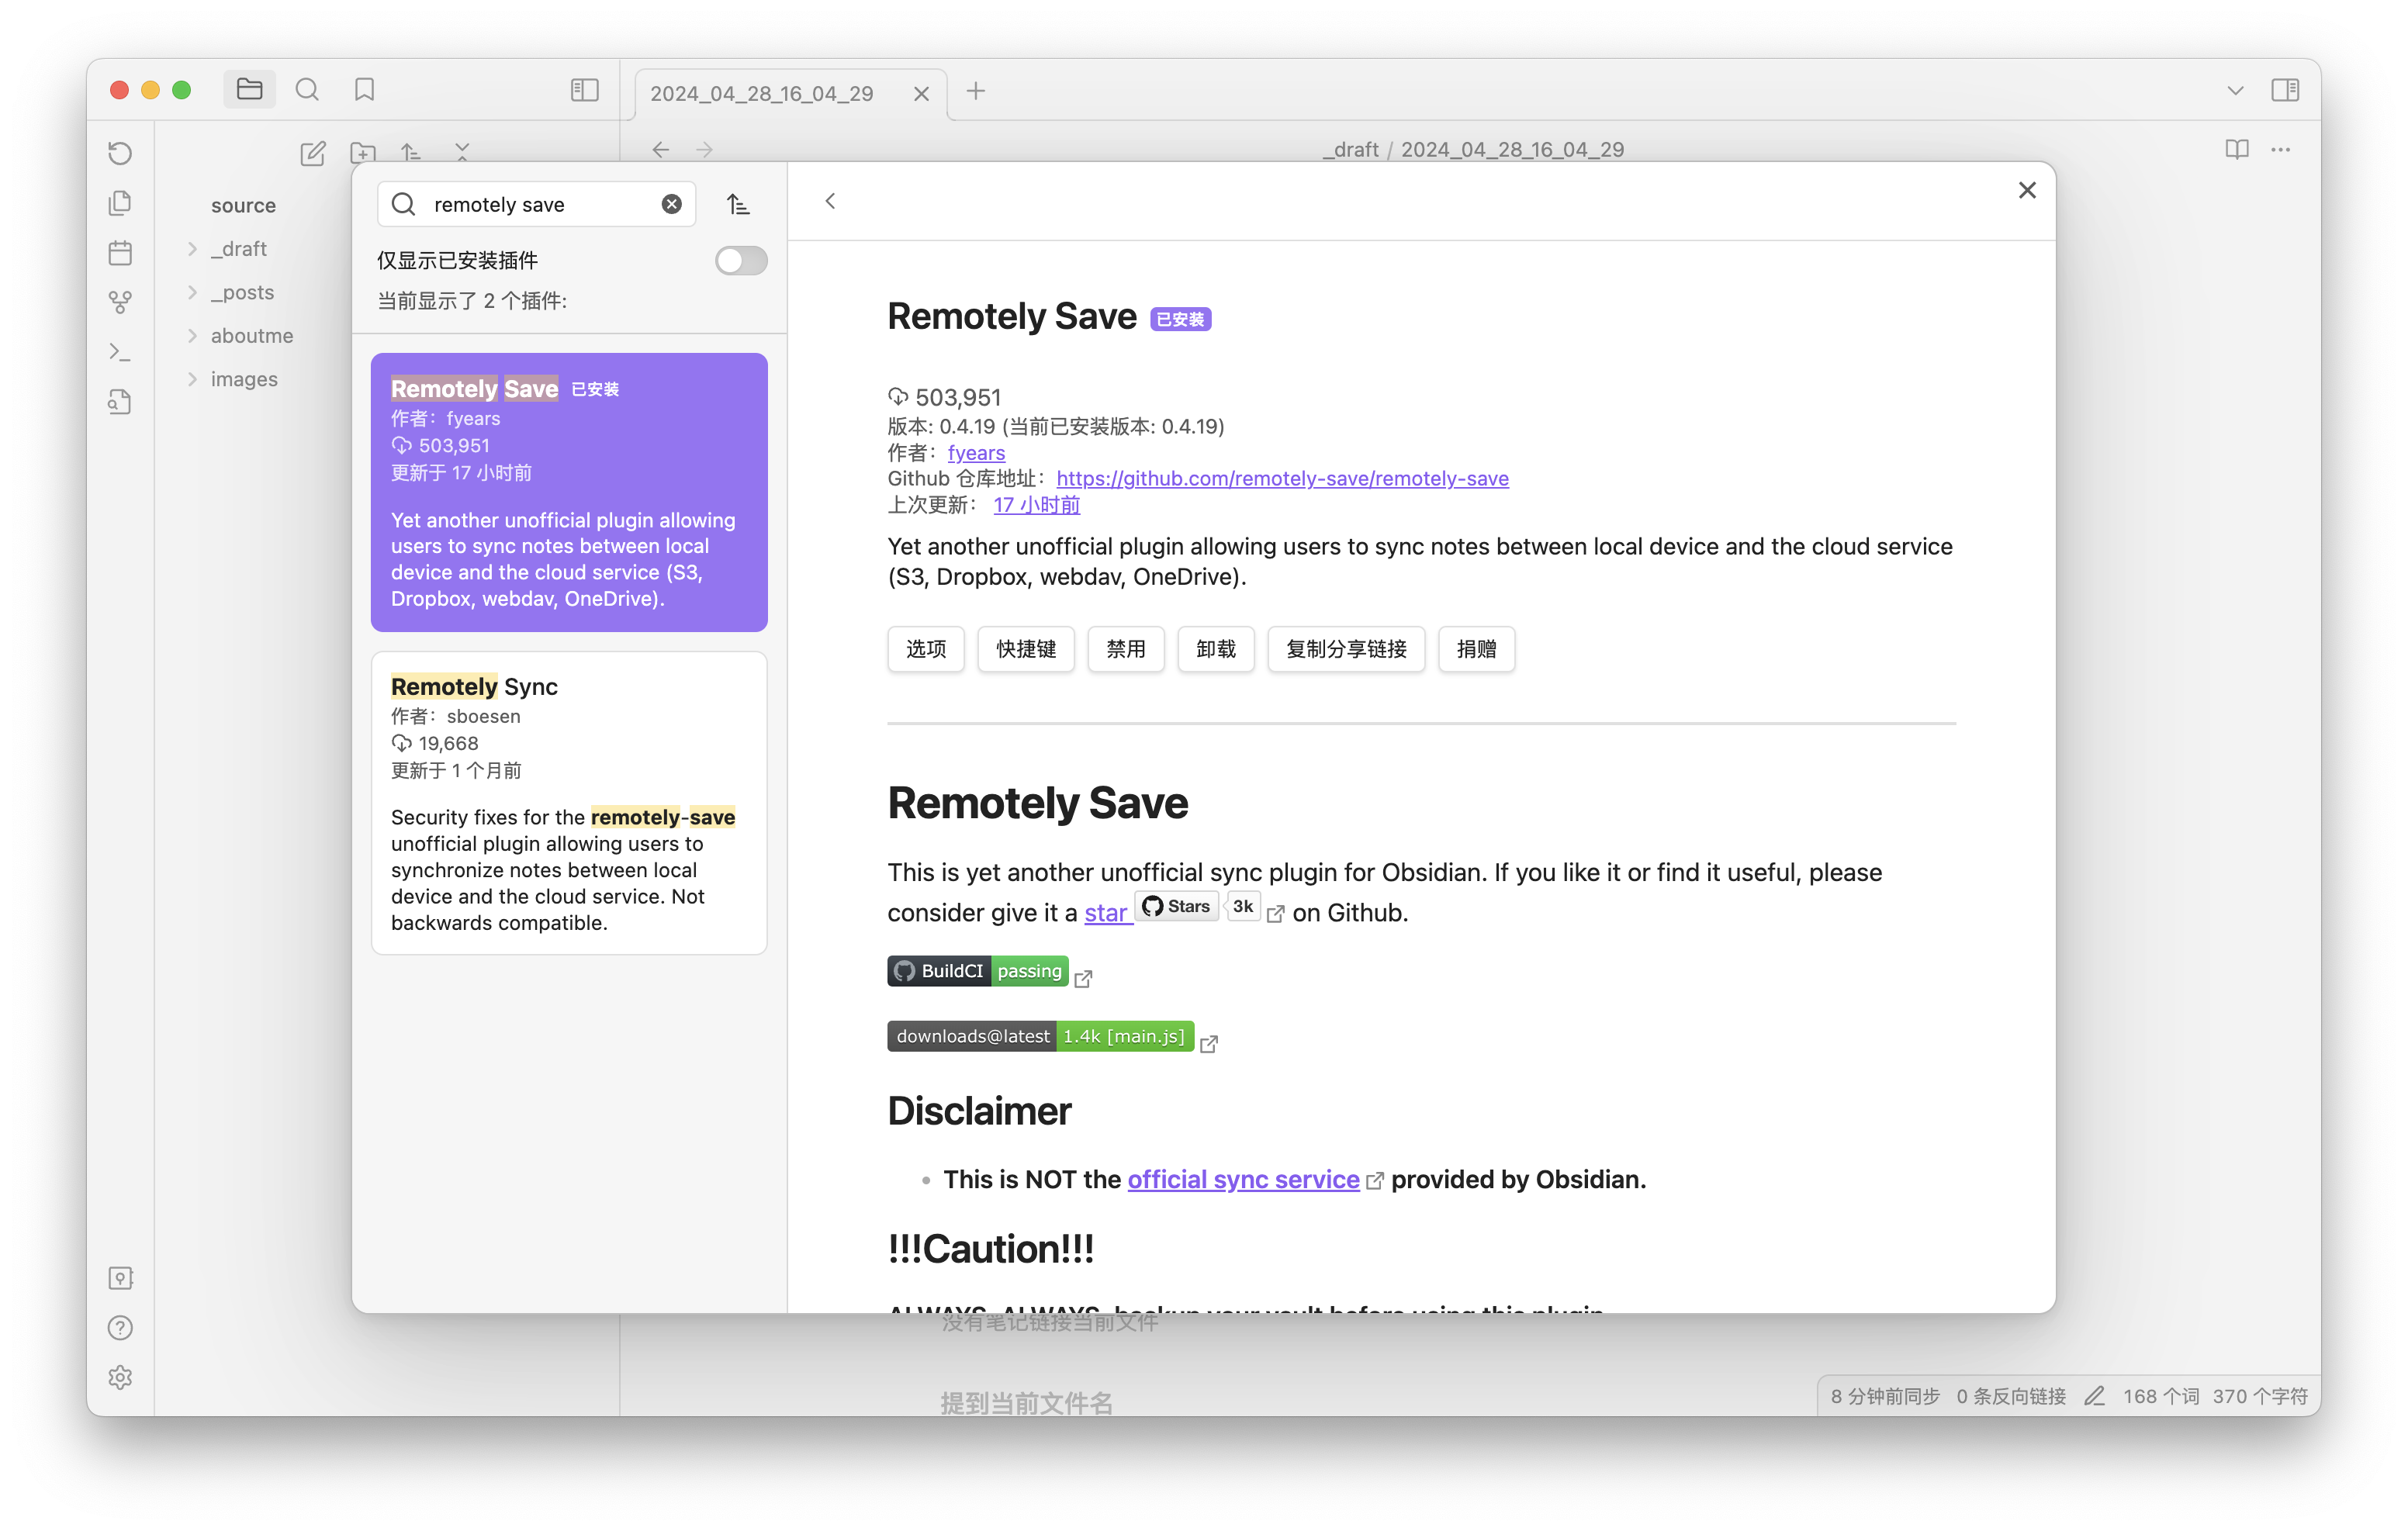 2024_04_28_16_04_29
_draft / 2024_04_28_16_04_29
source
_draft
_posts
aboutme
images
remotely save
仅显示已安装插件
当前显示了 2 个插件:
Remotely Save 已安装
作者：fyears
503,951
更新于 17 小时前
Yet another unofficial plugin allowing
users to sync notes between local
device and the cloud service (S3,
Dropbox, webdav, OneDrive).
Remotely Sync
作者：sboesen
19,668
更新于 1 个月前
Security fixes for the remotely-save
unofficial plugin allowing users to
synchronize notes between local
device and the cloud service. Not
backwards compatible.
Remotely Save 已安装
503,951
版本: 0.4.19 (当前已安装版本: 0.4.19)
作者：fyears
Github 仓库地址：https://github.com/remotely-save/remotely-save
上次更新：17 小时前
Yet another unofficial plugin allowing users to sync notes between local device and the cloud service
(S3, Dropbox, webdav, OneDrive).
选项 快捷键 禁用 卸载 复制分享链接 捐赠
Remotely Save
This is yet another unofficial sync plugin for Obsidian. If you like it or find it useful, please
consider give it a star Stars 3k on Github.
BuildCI passing
downloads@latest 1.4k [main.js]
Disclaimer
This is NOT the official sync service provided by Obsidian.
!!!Caution!!!
ALWAYS, ALWAYS, backup your vault before using this plugin.
没有笔记链接当前文件
提到当前文件名
8 分钟前同步 0 条反向链接 168 个词 370 个字符